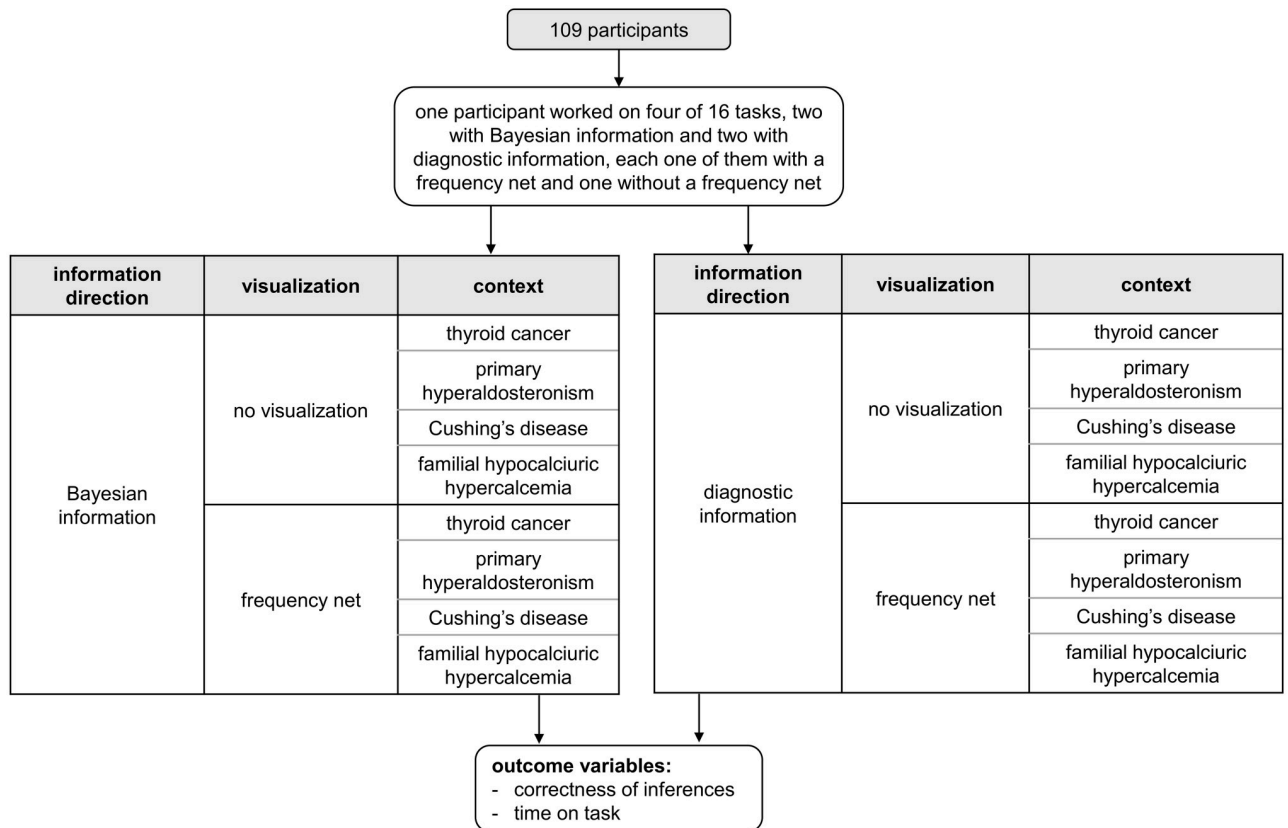 109 participants
one participant worked on four of 16 tasks, two
with Bayesian information and two with
diagnostic information, each one of them with a
frequency net and one without a frequency net
information
direction
visualization
context
Bayesian
information
no visualization
thyroid cancer
primary
hyperaldosteronism
Cushing's disease
familial hypocalciuric
hypercalcemia
frequency net
thyroid cancer
primary
hyperaldosteronism
Cushing's disease
familial hypocalciuric
hypercalcemia
information
direction
visualization
context
diagnostic
information
no visualization
thyroid cancer
primary
hyperaldosteronism
Cushing's disease
familial hypocalciuric
hypercalcemia
frequency net
thyroid cancer
primary
hyperaldosteronism
Cushing's disease
familial hypocalciuric
hypercalcemia
outcome variables:
- correctness of inferences
- time on task